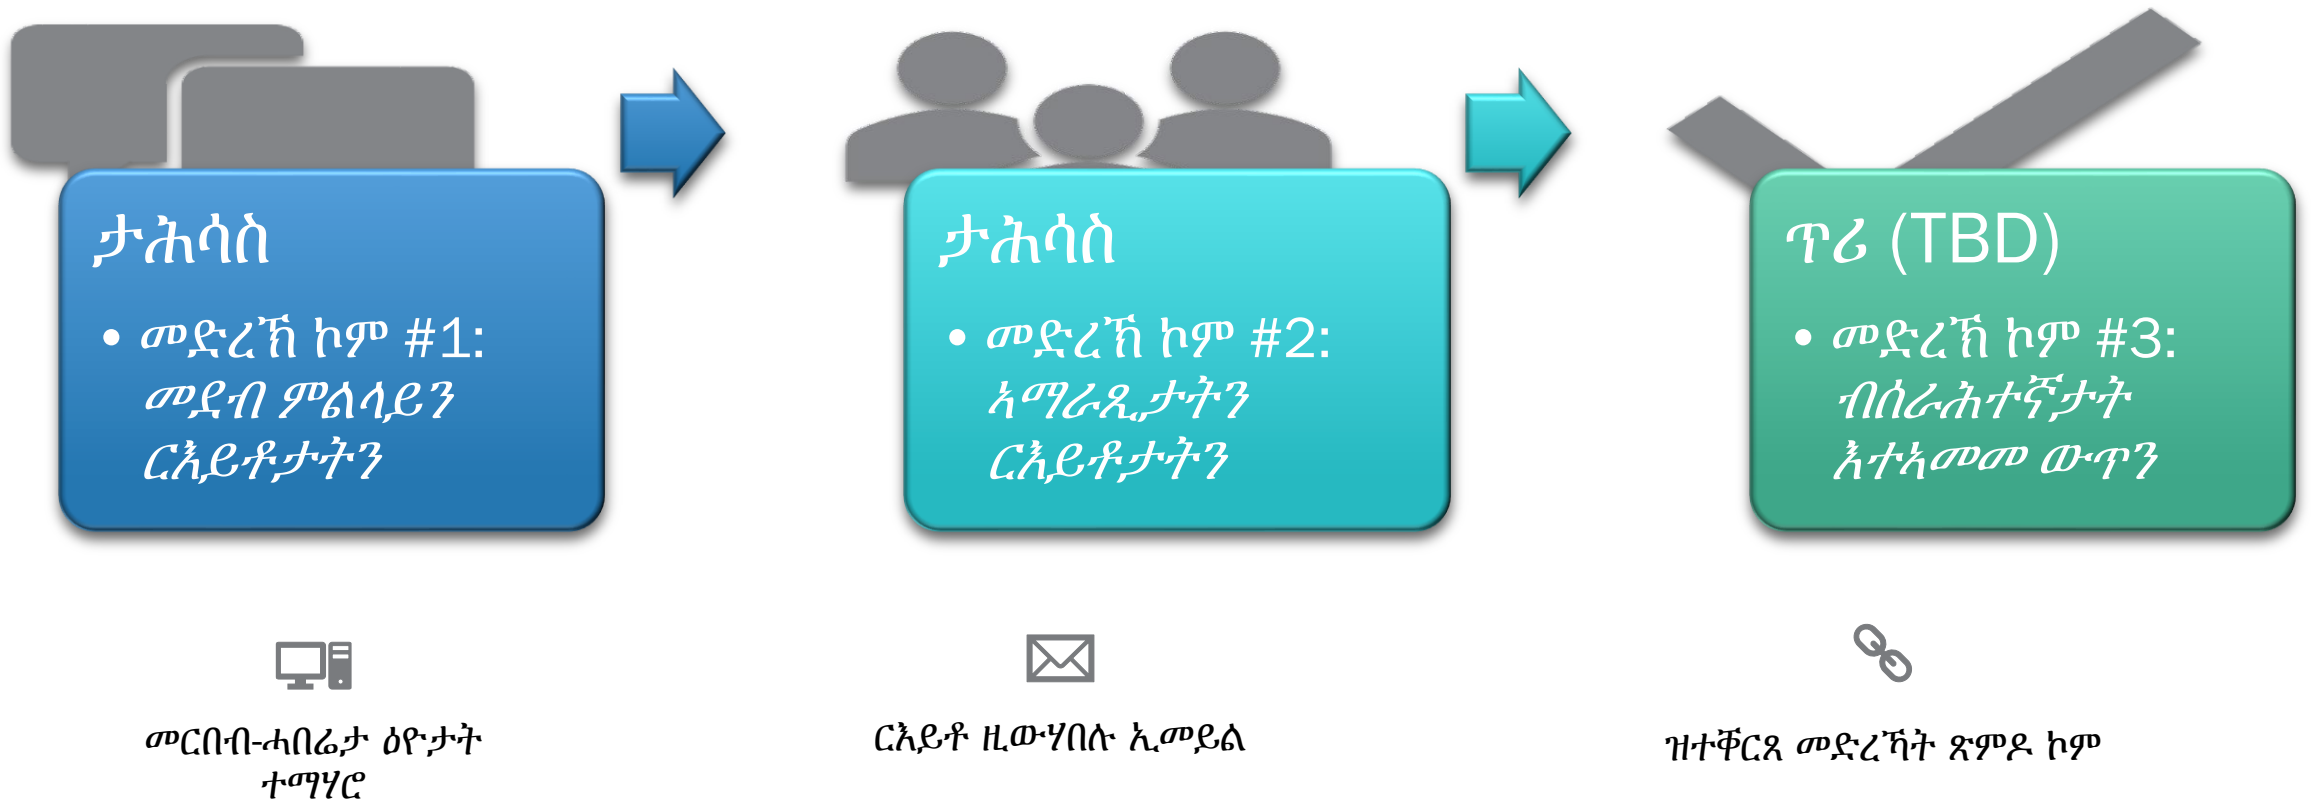 ታሕሳስ
• መድረኽ ኮም #1:
መደብ ምልላይን
ርእይቶታትን
ታሕሳስ
• መድረኽ ኮም #2:
ኣማራጺታትን
ርእይቶታትን
ጥሪ (TBD)
• መድረኽ ኮም #3:
ብሰራሕተኛታት
እተኣመመ ውጥን
መርበብ-ሓበሬታ ዕዮታት
ተማሃሮ
ርእይቶ ዚውሃበሉ ኢመይል
ዝተቐርጸ መድረኻት ጽምዶ ኮም